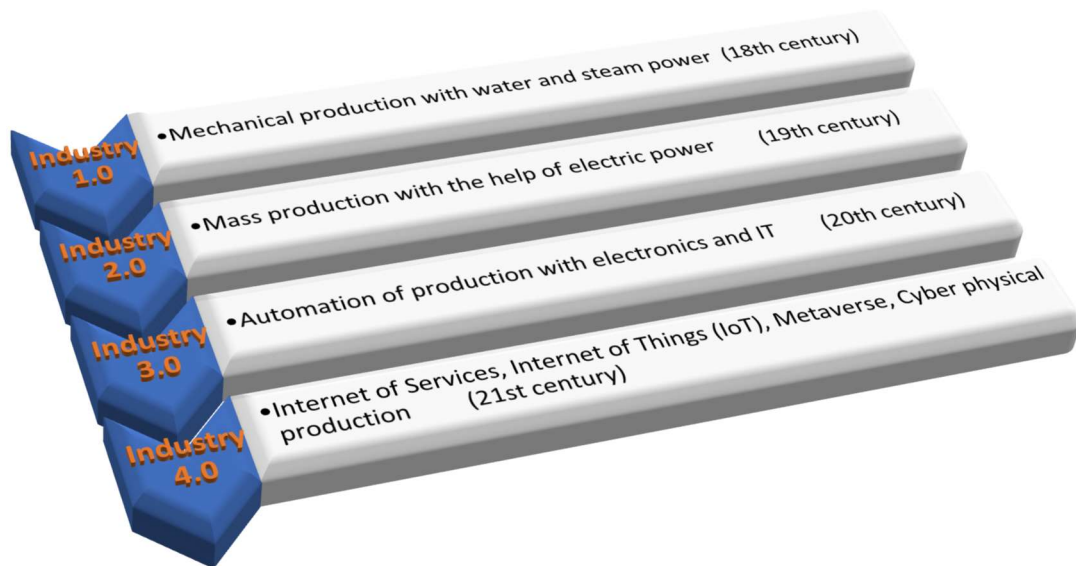 Industry
1.0
•Mechanical production with water and steam power (18th century)
Industry
2.0
•Mass production with the help of electric power (19th century)
Industry
3.0
•Automation of production with electronics and IT (20th century)
Industry
4.0
•Internet of Services, Internet of Things (IoT), Metaverse, Cyber physical
production (21st century)